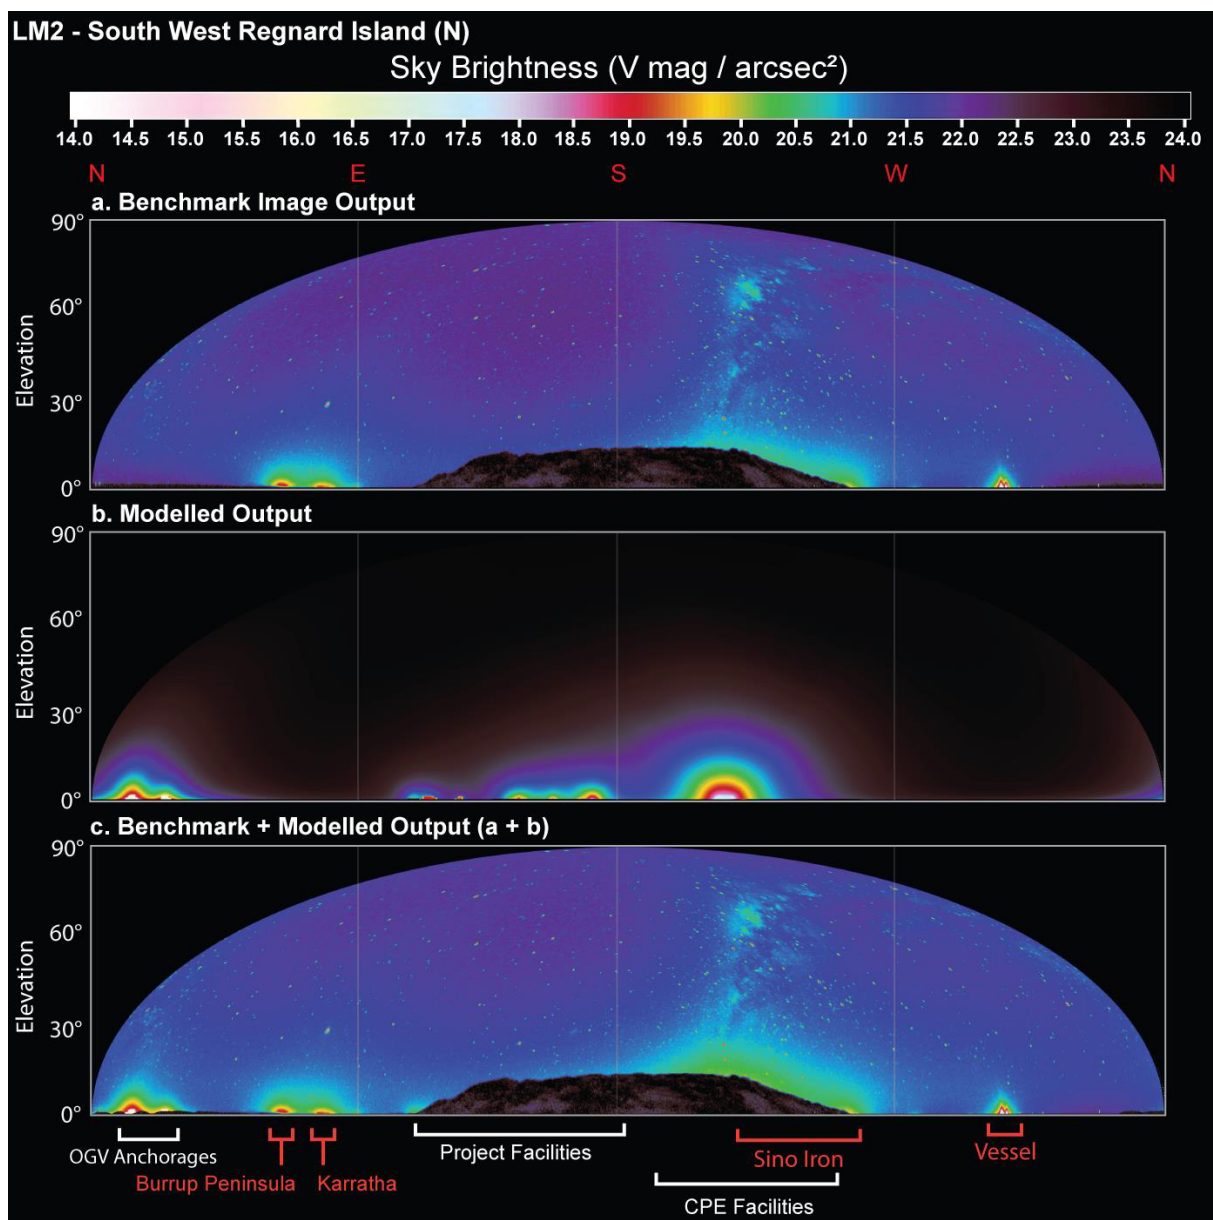 LM2 - South West Regnard Island (N)
Sky Brightness (V mag / arcsec²)
14.0 14.5 15.0 15.5 16.0 16.5 17.0 17.5 18.0 18.5 19.0 19.5 20.0 20.5 21.0 21.5 22.0 22.5 23.0 23.5 24.0
N E S W N
a. Benchmark Image Output
90°
60°
30°
0°
Elevation
b. Modelled Output
90°
60°
30°
0°
Elevation
c. Benchmark + Modelled Output (a + b)
90°
60°
30°
0°
Elevation
OGV Anchorages
Burrup Peninsula
Karratha
Project Facilities
Sino Iron
Vessel
CPE Facilities